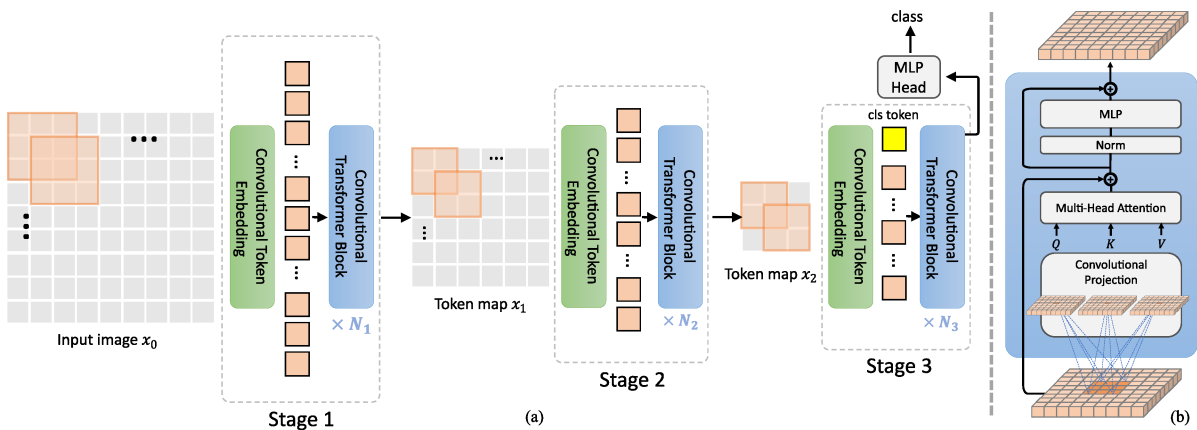 Input image x₀
Convolutional Token
Embedding
Convolutional
Transformer Block
× N₁
Stage 1
Token map x₁
Convolutional Token
Embedding
Convolutional
Transformer Block
× N₂
Stage 2
Token map x₂
class
MLP
Head
cls token
Convolutional Token
Embedding
Convolutional
Transformer Block
× N₃
Stage 3
(a)
MLP
Norm
Multi-Head Attention
Q K V
Convolutional
Projection
(b)